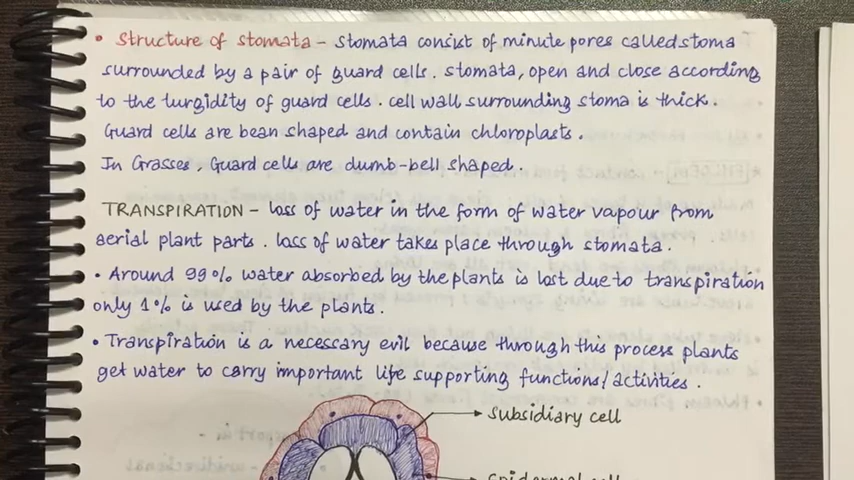 • Structure of stomata – stomata consist of minute pores called stoma
surrounded by a pair of guard cells. stomata, open and close according
to the turgidity of guard cells. cell wall surrounding stoma is thick.
Guard cells are bean shaped and contain chloroplasts.
In Grasses, Guard cells are dumb-bell shaped.
TRANSPIRATION – loss of water in the form of water vapour from
aerial plant parts. loss of water takes place through stomata.
• Around 99% water absorbed by the plants is lost due to transpiration
only 1% is used by the plants.
• Transpiration is a necessary evil because through this process plants
get water to carry important life supporting functions/activities.
Subsidiary cell